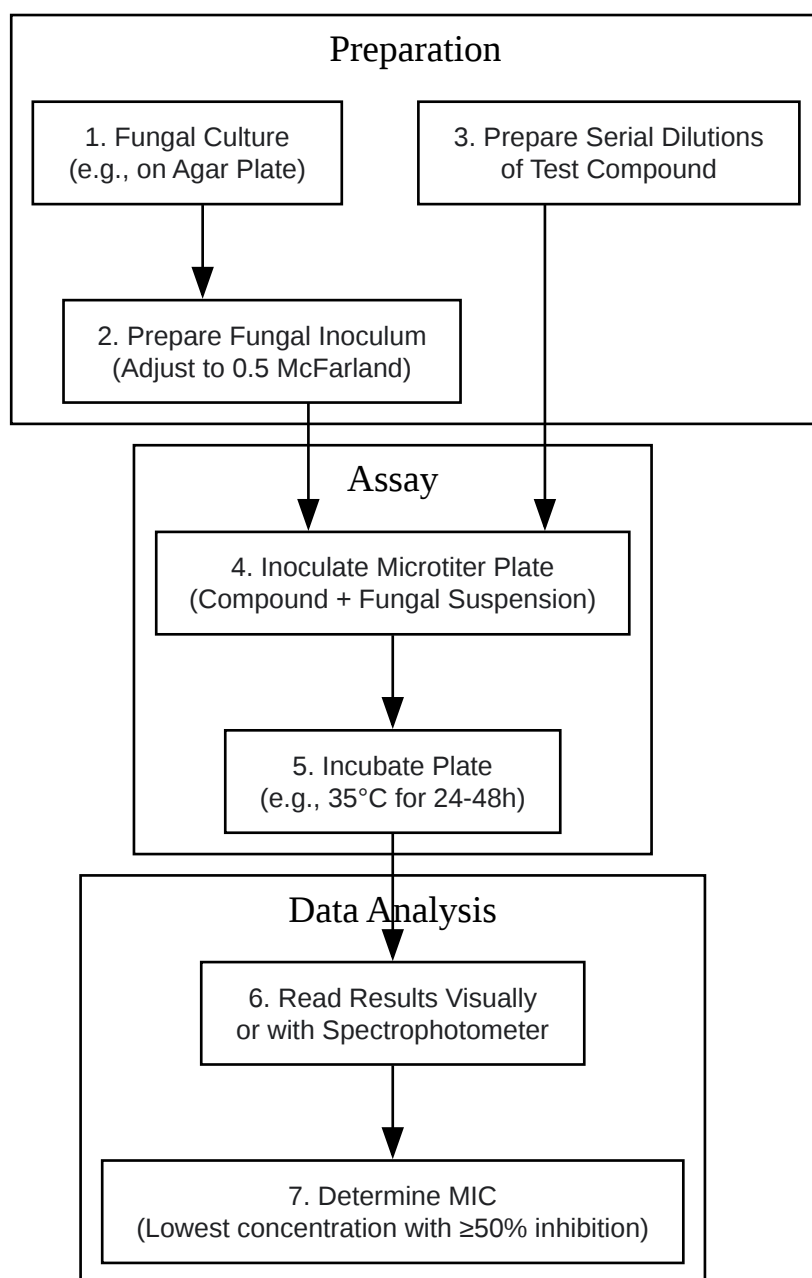 Preparation
1. Fungal Culture
(e.g., on Agar Plate)
3. Prepare Serial Dilutions
of Test Compound
2. Prepare Fungal Inoculum
(Adjust to 0.5 McFarland)
Assay
4. Inoculate Microtiter Plate
(Compound + Fungal Suspension)
5. Incubate Plate
(e.g., 35°C for 24-48h)
Data Analysis
6. Read Results Visually
or with Spectrophotometer
7. Determine MIC
(Lowest concentration with ≥50% inhibition)